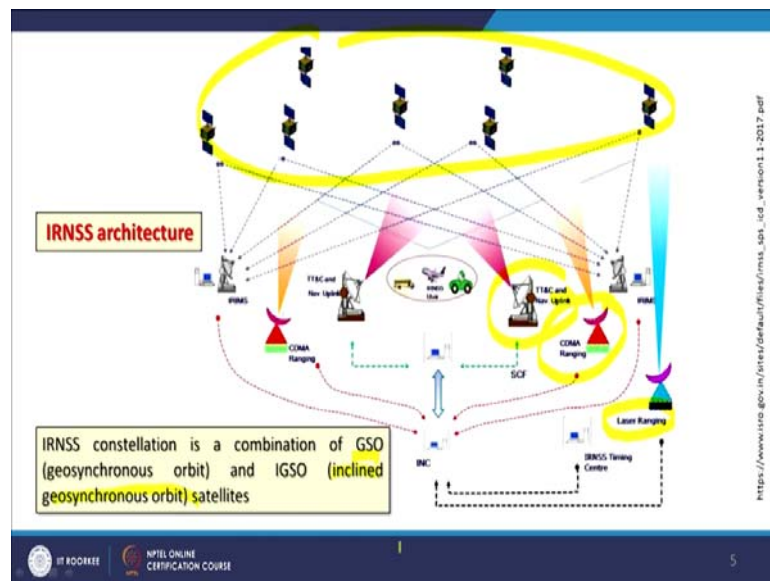 https://www.isro.gov.in/sites/default/files/irnss_sps_icd_version1.1-2017.pdf
IRNSS architecture
IRIMS
TT&C and
Nav Uplink
CDMA
Ranging
TT&C and
Nav Uplink
CDMA
Ranging
SCF
Laser Ranging
INC
IRNSS Timing
Centre
IRNSS constellation is a combination of GSO
(geosynchronous orbit) and IGSO (inclined
geosynchronous orbit) satellites
IIT ROORKEE
NPTEL ONLINE
CERTIFICATION COURSE
5